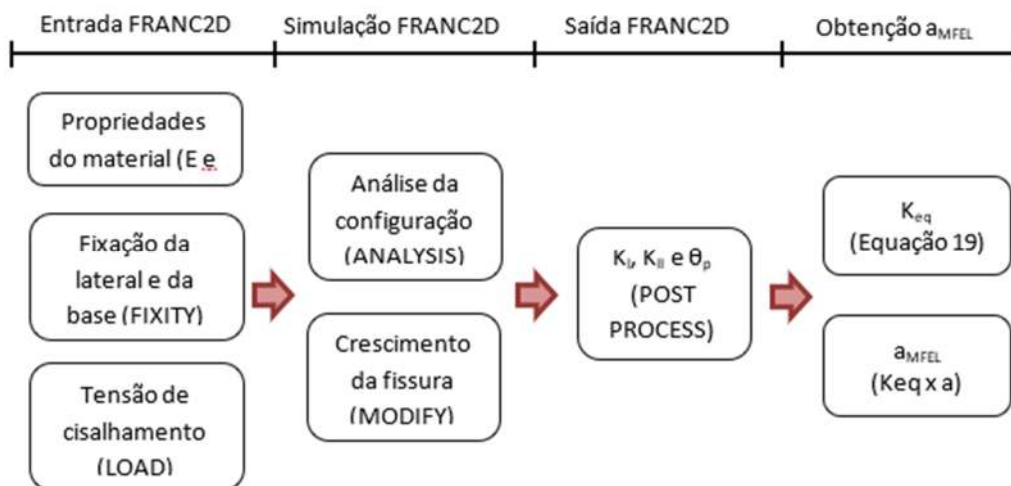 Entrada FRANC2D
Simulação FRANC2D
Saída FRANC2D
Obtenção aMFEL
Propriedades
do material (E e
Fixação da
lateral e da
base (FIXITY)
Tensão de
cisalhamento
(LOAD)
Análise da
configuração
(ANALYSIS)
Crescimento
da fissura
(MODIFY)
KI, KII e θp
(POST
PROCESS)
Keq
(Equação 19)
aMFEL
(Keq x a)